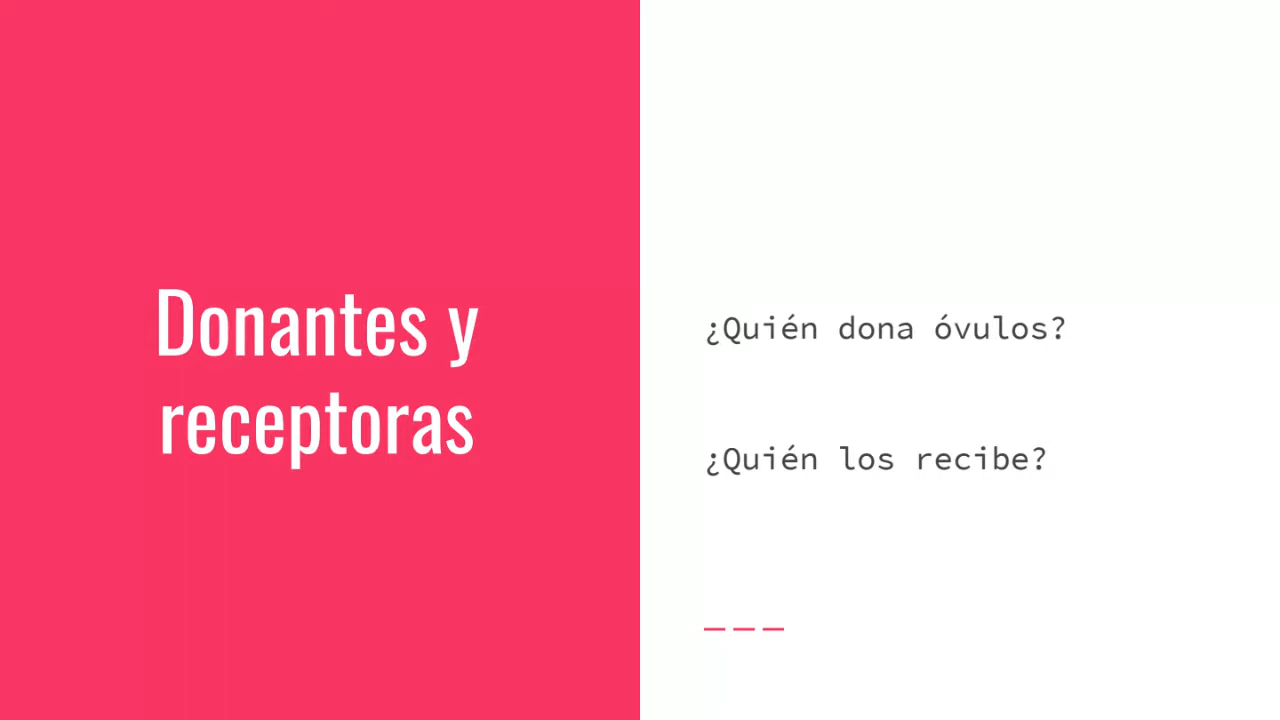 Donantes y
receptoras
¿Quién dona óvulos?
¿Quién los recibe?